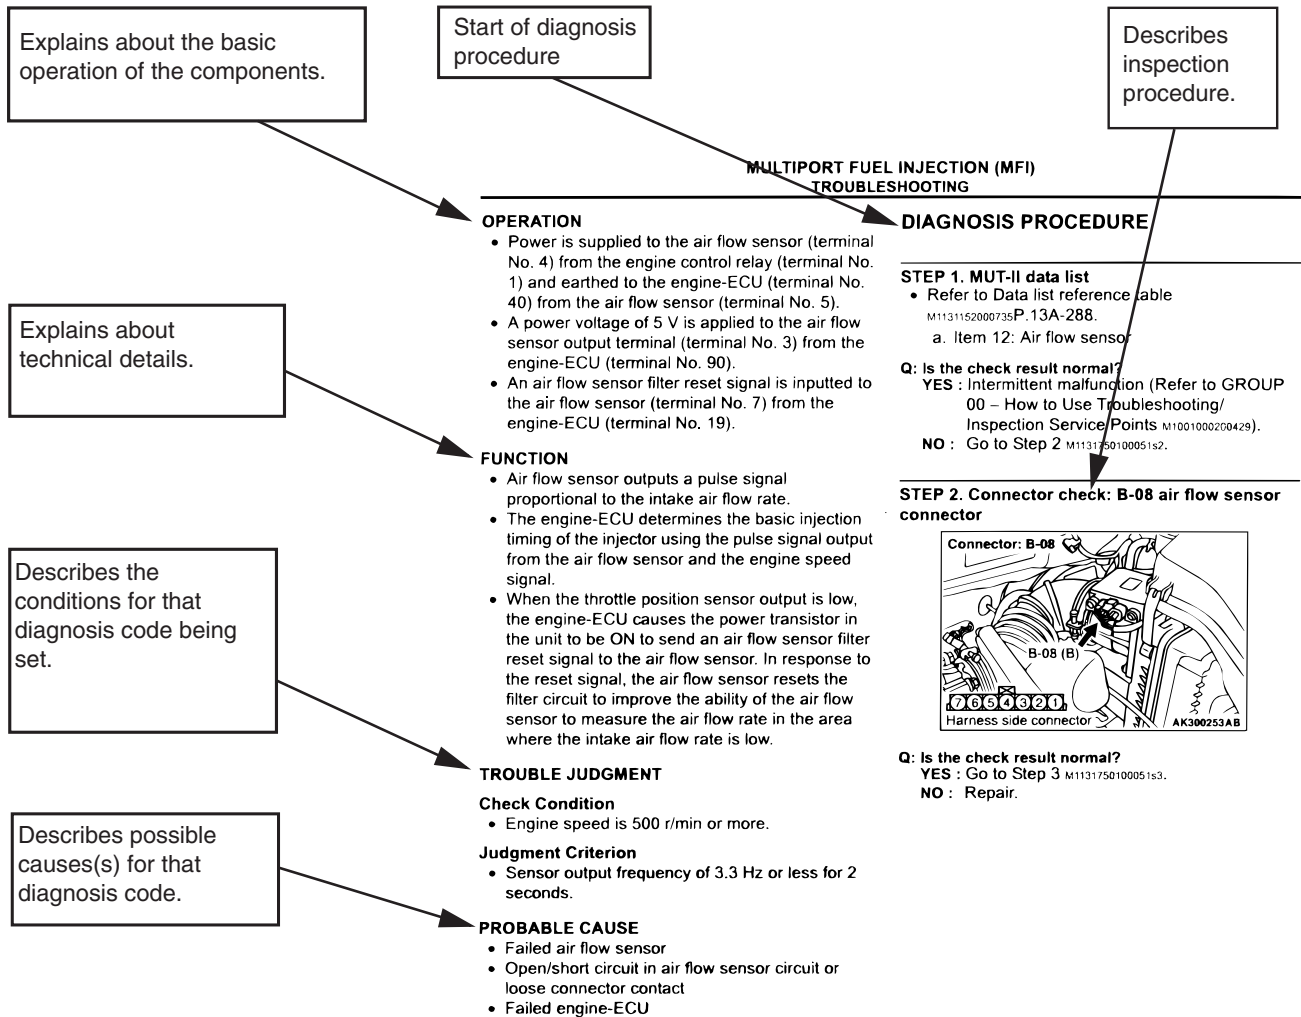 Explains about the basic
operation of the components.
Start of diagnosis
procedure
Describes
inspection
procedure.
MULTIPORT FUEL INJECTION (MFI)
TROUBLESHOOTING
Explains about
technical details.
Describes the
conditions for that
diagnosis code being
set.
Describes possible
causes(s) for that
diagnosis code.
OPERATION
• Power is supplied to the air flow sensor (terminal
No. 4) from the engine control relay (terminal No.
1) and earthed to the engine-ECU (terminal No.
40) from the air flow sensor (terminal No. 5).
• A power voltage of 5 V is applied to the air flow
sensor output terminal (terminal No. 3) from the
engine-ECU (terminal No. 90).
• An air flow sensor filter reset signal is inputted to
the air flow sensor (terminal No. 7) from the
engine-ECU (terminal No. 19).
FUNCTION
• Air flow sensor outputs a pulse signal
proportional to the intake air flow rate.
• The engine-ECU determines the basic injection
timing of the injector using the pulse signal output
from the air flow sensor and the engine speed
signal.
• When the throttle position sensor output is low,
the engine-ECU causes the power transistor in
the unit to be ON to send an air flow sensor filter
reset signal to the air flow sensor. In response to
the reset signal, the air flow sensor resets the
filter circuit to improve the ability of the air flow
sensor to measure the air flow rate in the area
where the intake air flow rate is low.
TROUBLE JUDGMENT
Check Condition
• Engine speed is 500 r/min or more.
Judgment Criterion
• Sensor output frequency of 3.3 Hz or less for 2
seconds.
PROBABLE CAUSE
• Failed air flow sensor
• Open/short circuit in air flow sensor circuit or
loose connector contact
• Failed engine-ECU
DIAGNOSIS PROCEDURE
STEP 1. MUT-II data list
• Refer to Data list reference table
M1131152000735P.13A-288.
a. Item 12: Air flow sensor
Q: Is the check result normal?
YES : Intermittent malfunction (Refer to GROUP
00 – How to Use Troubleshooting/
Inspection Service Points M1001000200429).
NO : Go to Step 2 M1131750100051s2.
STEP 2. Connector check: B-08 air flow sensor
connector
Connector: B-08
B-08 (B)
7 6 5 4 3 2 1
Harness side connector
AK300253AB
Q: Is the check result normal?
YES : Go to Step 3 M1131750100051s3.
NO : Repair.